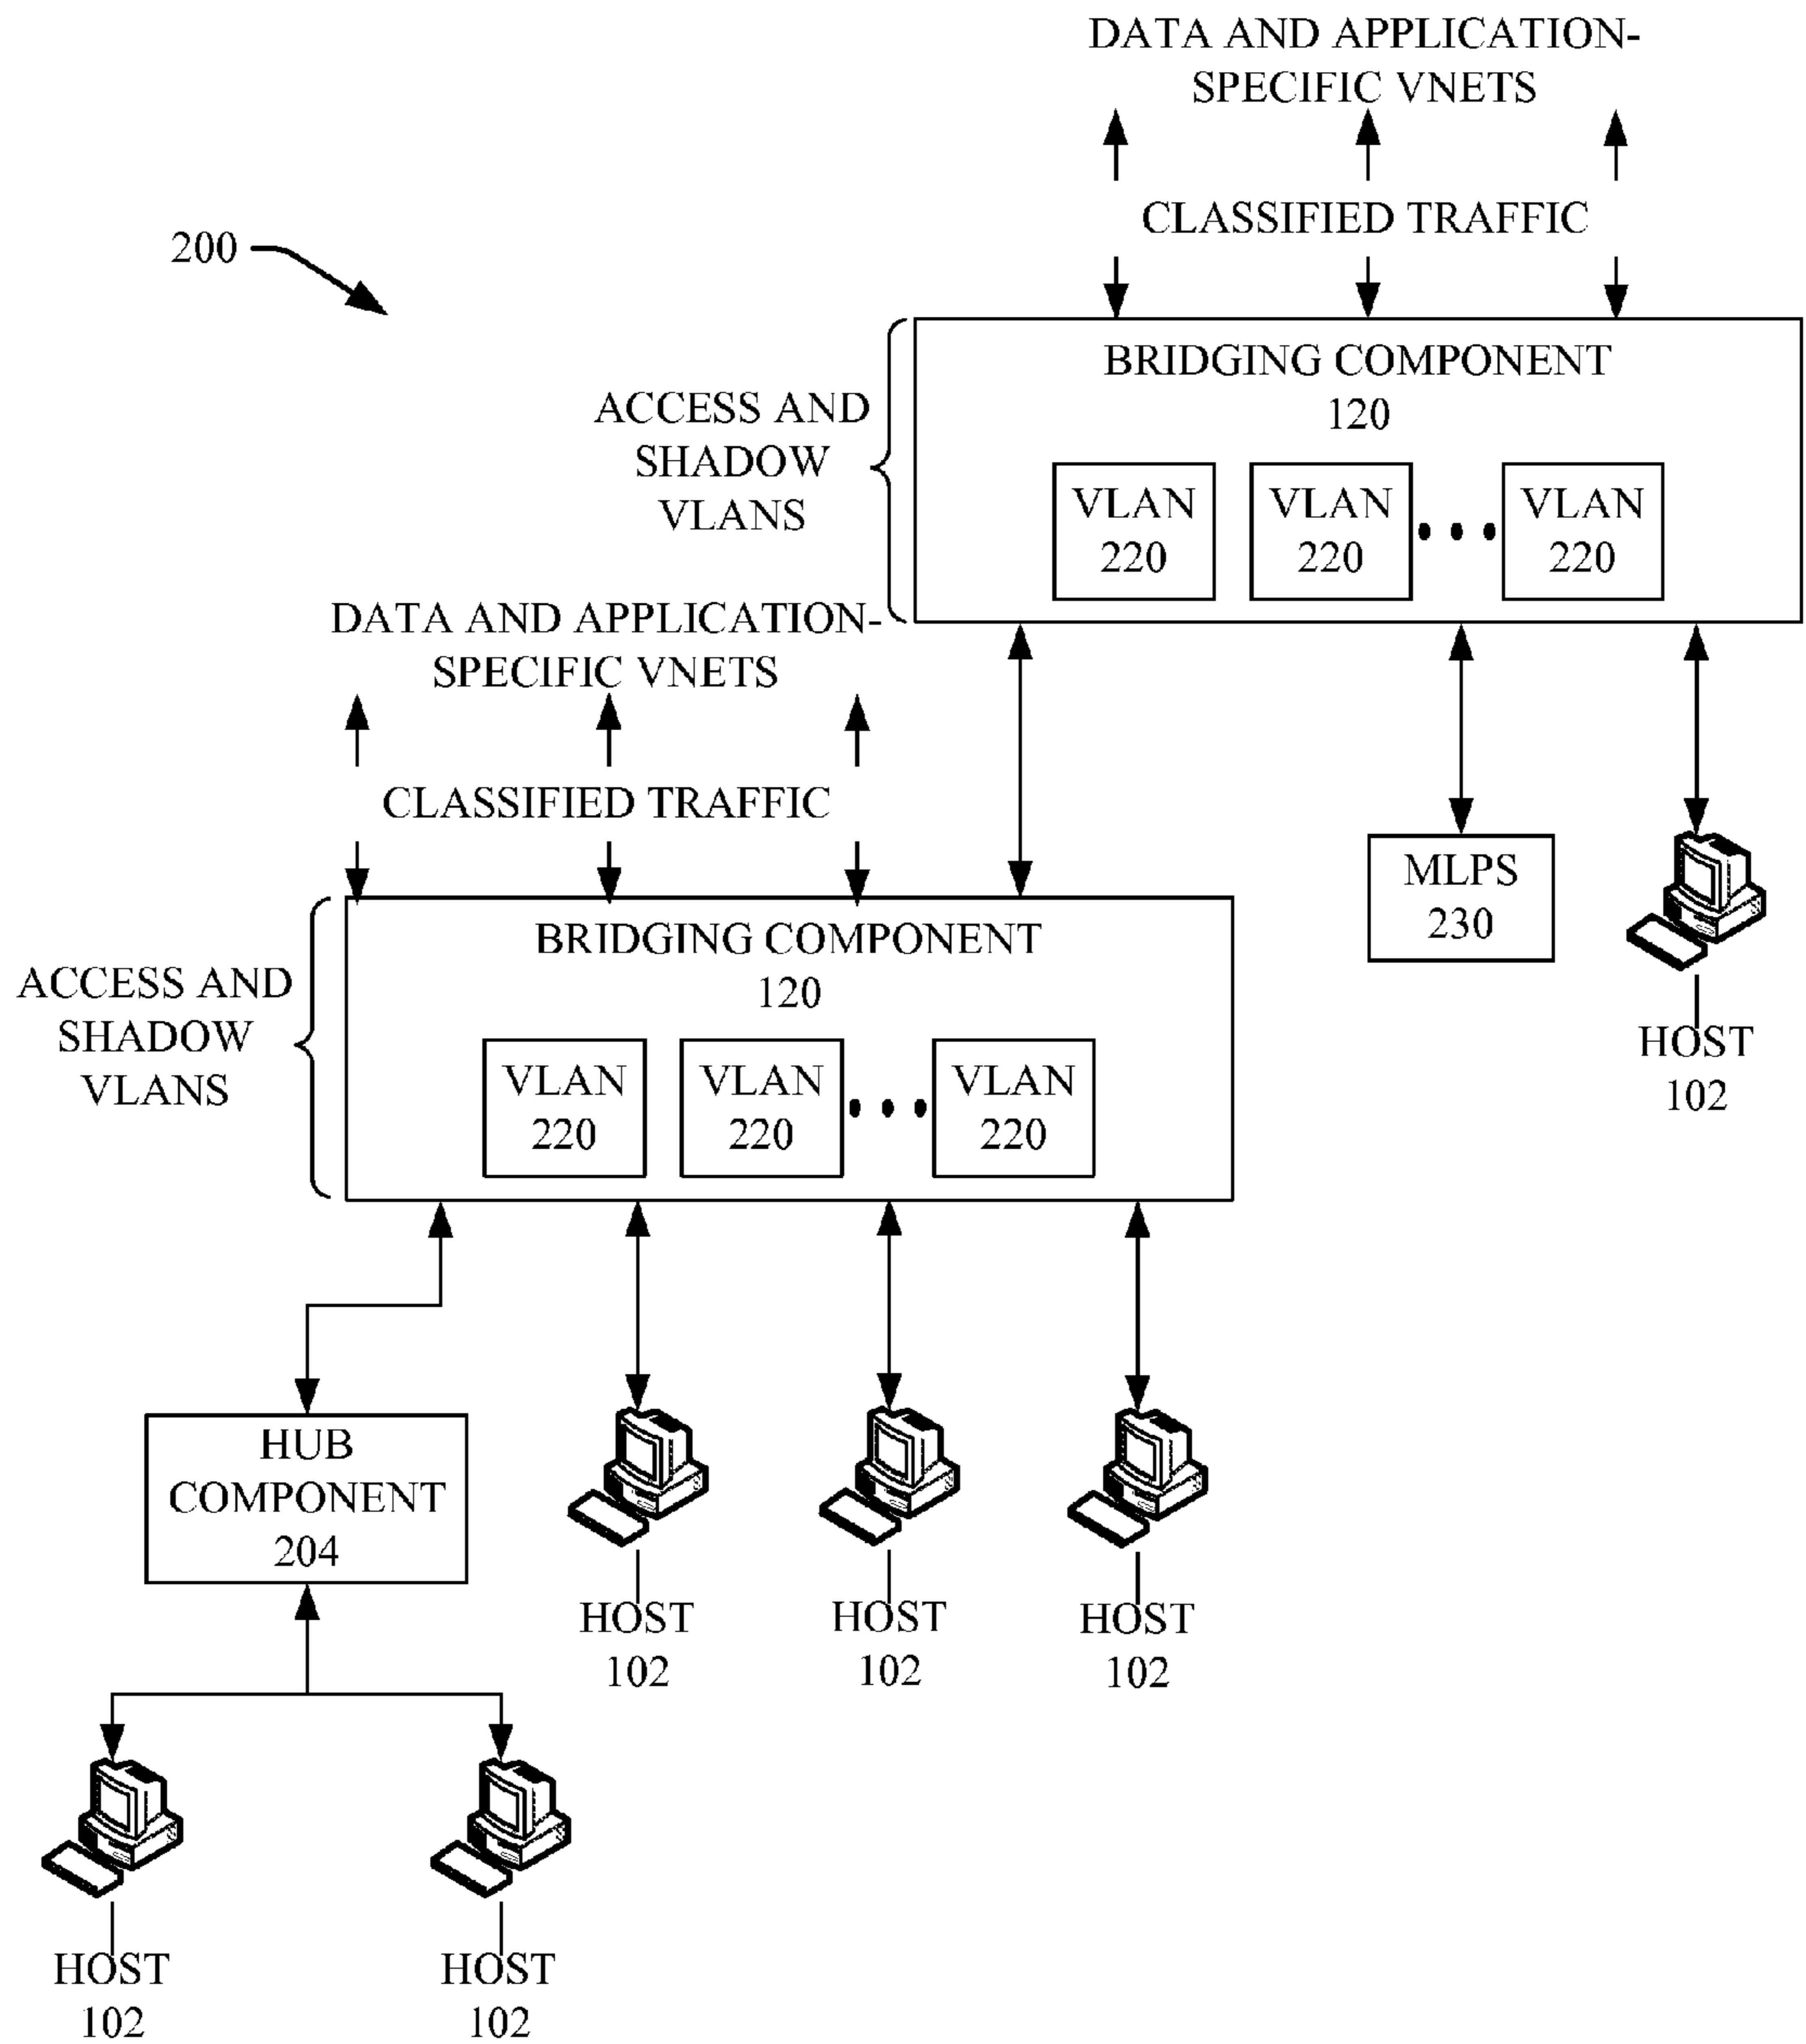 DATA AND APPLICATION-
SPECIFIC VNETS
CLASSIFIED TRAFFIC
200
BRIDGING COMPONENT
120
ACCESS AND
SHADOW
VLANS
VLAN
220
VLAN
220
VLAN
220
DATA AND APPLICATION-
SPECIFIC VNETS
CLASSIFIED TRAFFIC
MLPS
230
HOST
102
BRIDGING COMPONENT
120
ACCESS AND
SHADOW
VLANS
VLAN
220
VLAN
220
VLAN
220
HUB
COMPONENT
204
HOST
102
HOST
102
HOST
102
HOST
102
HOST
102